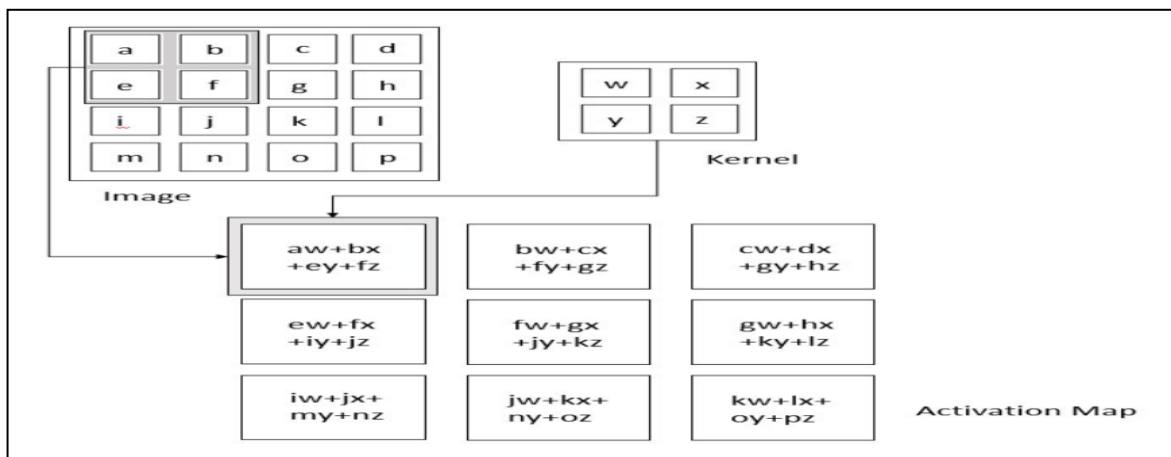 a b c d
e f g h
i j k l
m n o p
Image
w x
y z
Kernel
aw+bx
+ey+fz
bw+cx
+fy+gz
cw+dx
+gy+hz
ew+fx
+iy+jz
fw+gx
+jy+kz
gw+hx
+ky+lz
iw+jx+
my+nz
jw+kx+
ny+oz
kw+lx+
oy+pz
Activation Map